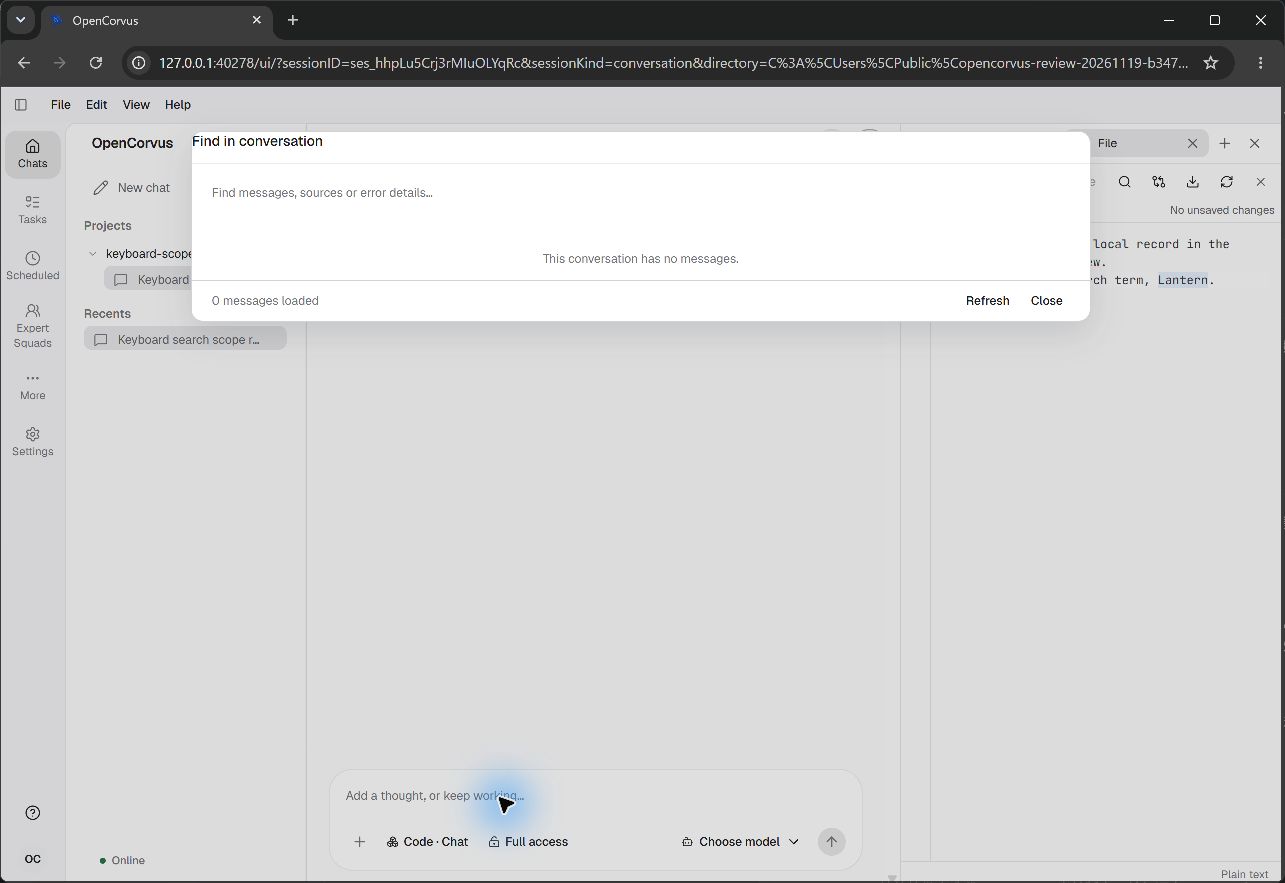 OpenCorvus
127.0.0.1:40278/ui/?sessionID=ses_hhpLu5Crj3rMIuOLYqRc&sessionKind=conversation&directory=C%3A%5CUsers%5CPublic%5Copencorvus-review-20261119-b347...
File Edit View Help
Chats
Tasks
Scheduled
Expert
Squads
More
Settings
OC
OpenCorvus
New chat
Projects
keyboard-scope
Keyboard
Recents
Keyboard search scope r...
Online
Find in conversation
Find messages, sources or error details...
This conversation has no messages.
0 messages loaded
Refresh
Close
Add a thought, or keep working...
Code · Chat
Full access
Choose model
File
No unsaved changes
local record in the
rch term, Lantern.
Plain text